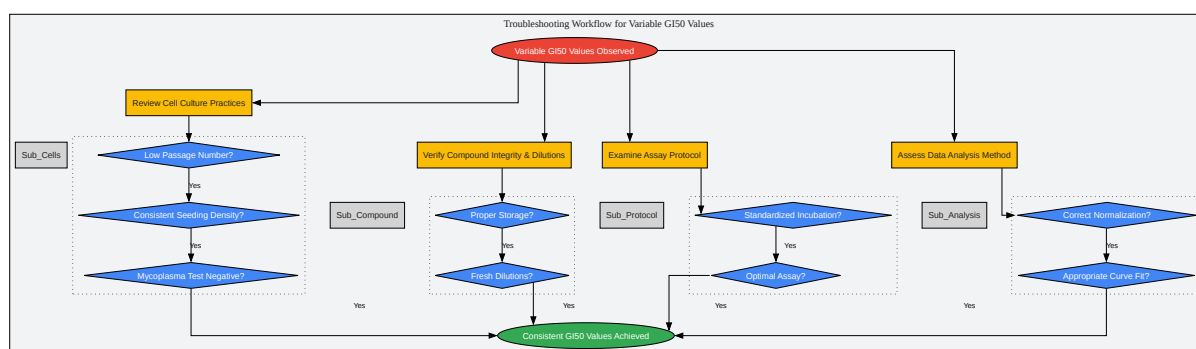 Troubleshooting Workflow for Variable GI50 Values
Variable GI50 Values Observed
Review Cell Culture Practices
Sub_Cells
Low Passage Number?
Verify Compound Integrity & Dilutions
Examine Assay Protocol
Assess Data Analysis Method
Yes
Consistent Seeding Density?
Sub_Compound
Proper Storage?
Sub_Protocol
Standardized Incubation?
Sub_Analysis
Correct Normalization?
Yes
Yes
Yes
Yes
Mycoplasma Test Negative?
Fresh Dilutions?
Optimal Assay?
Appropriate Curve Fit?
Yes
Yes
Yes
Yes
Consistent GI50 Values Achieved